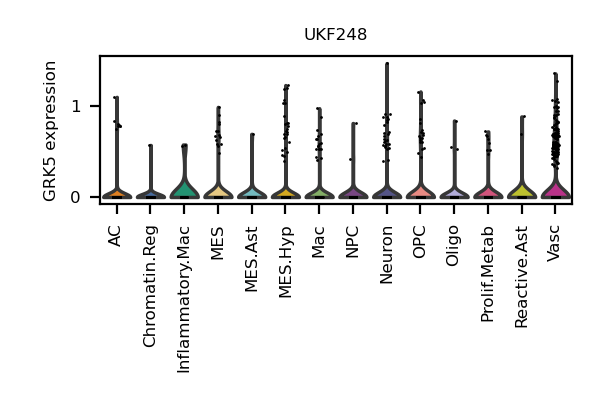 UKF248
GRK5 expression
1
0
AC
Chromatin.Reg
Inflammatory.Mac
MES
MES.Ast
MES.Hyp
Mac
NPC
Neuron
OPC
Oligo
Prolif.Metab
Reactive.Ast
Vasc